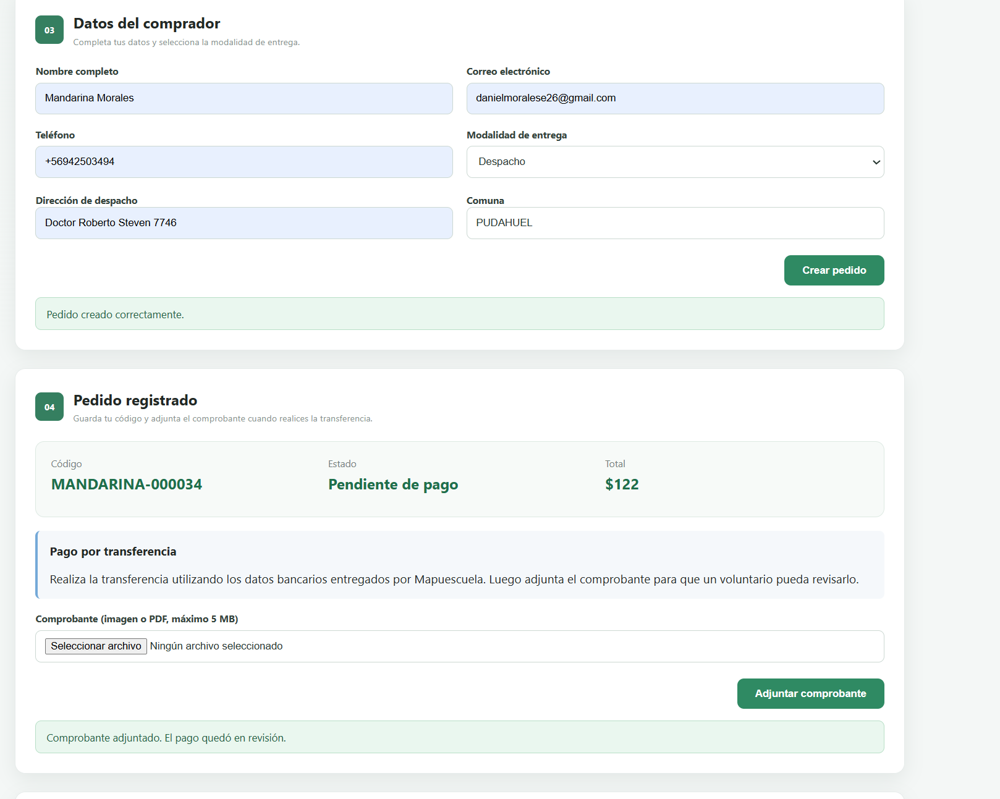 03
Datos del comprador
Completa tus datos y selecciona la modalidad de entrega.
Nombre completo
Mandarina Morales
Correo electrónico
danielmoralese26@gmail.com
Teléfono
+56942503494
Modalidad de entrega
Despacho
Dirección de despacho
Doctor Roberto Steven 7746
Comuna
PUDAHUEL
Crear pedido
Pedido creado correctamente.
04
Pedido registrado
Guarda tu código y adjunta el comprobante cuando realices la transferencia.
Código
MANDARINA-000034
Estado
Pendiente de pago
Total
$122
Pago por transferencia
Realiza la transferencia utilizando los datos bancarios entregados por Mapuescuela. Luego adjunta el comprobante para que un voluntario pueda revisarlo.
Comprobante (imagen o PDF, máximo 5 MB)
Seleccionar archivo Ningún archivo seleccionado
Adjuntar comprobante
Comprobante adjuntado. El pago quedó en revisión.